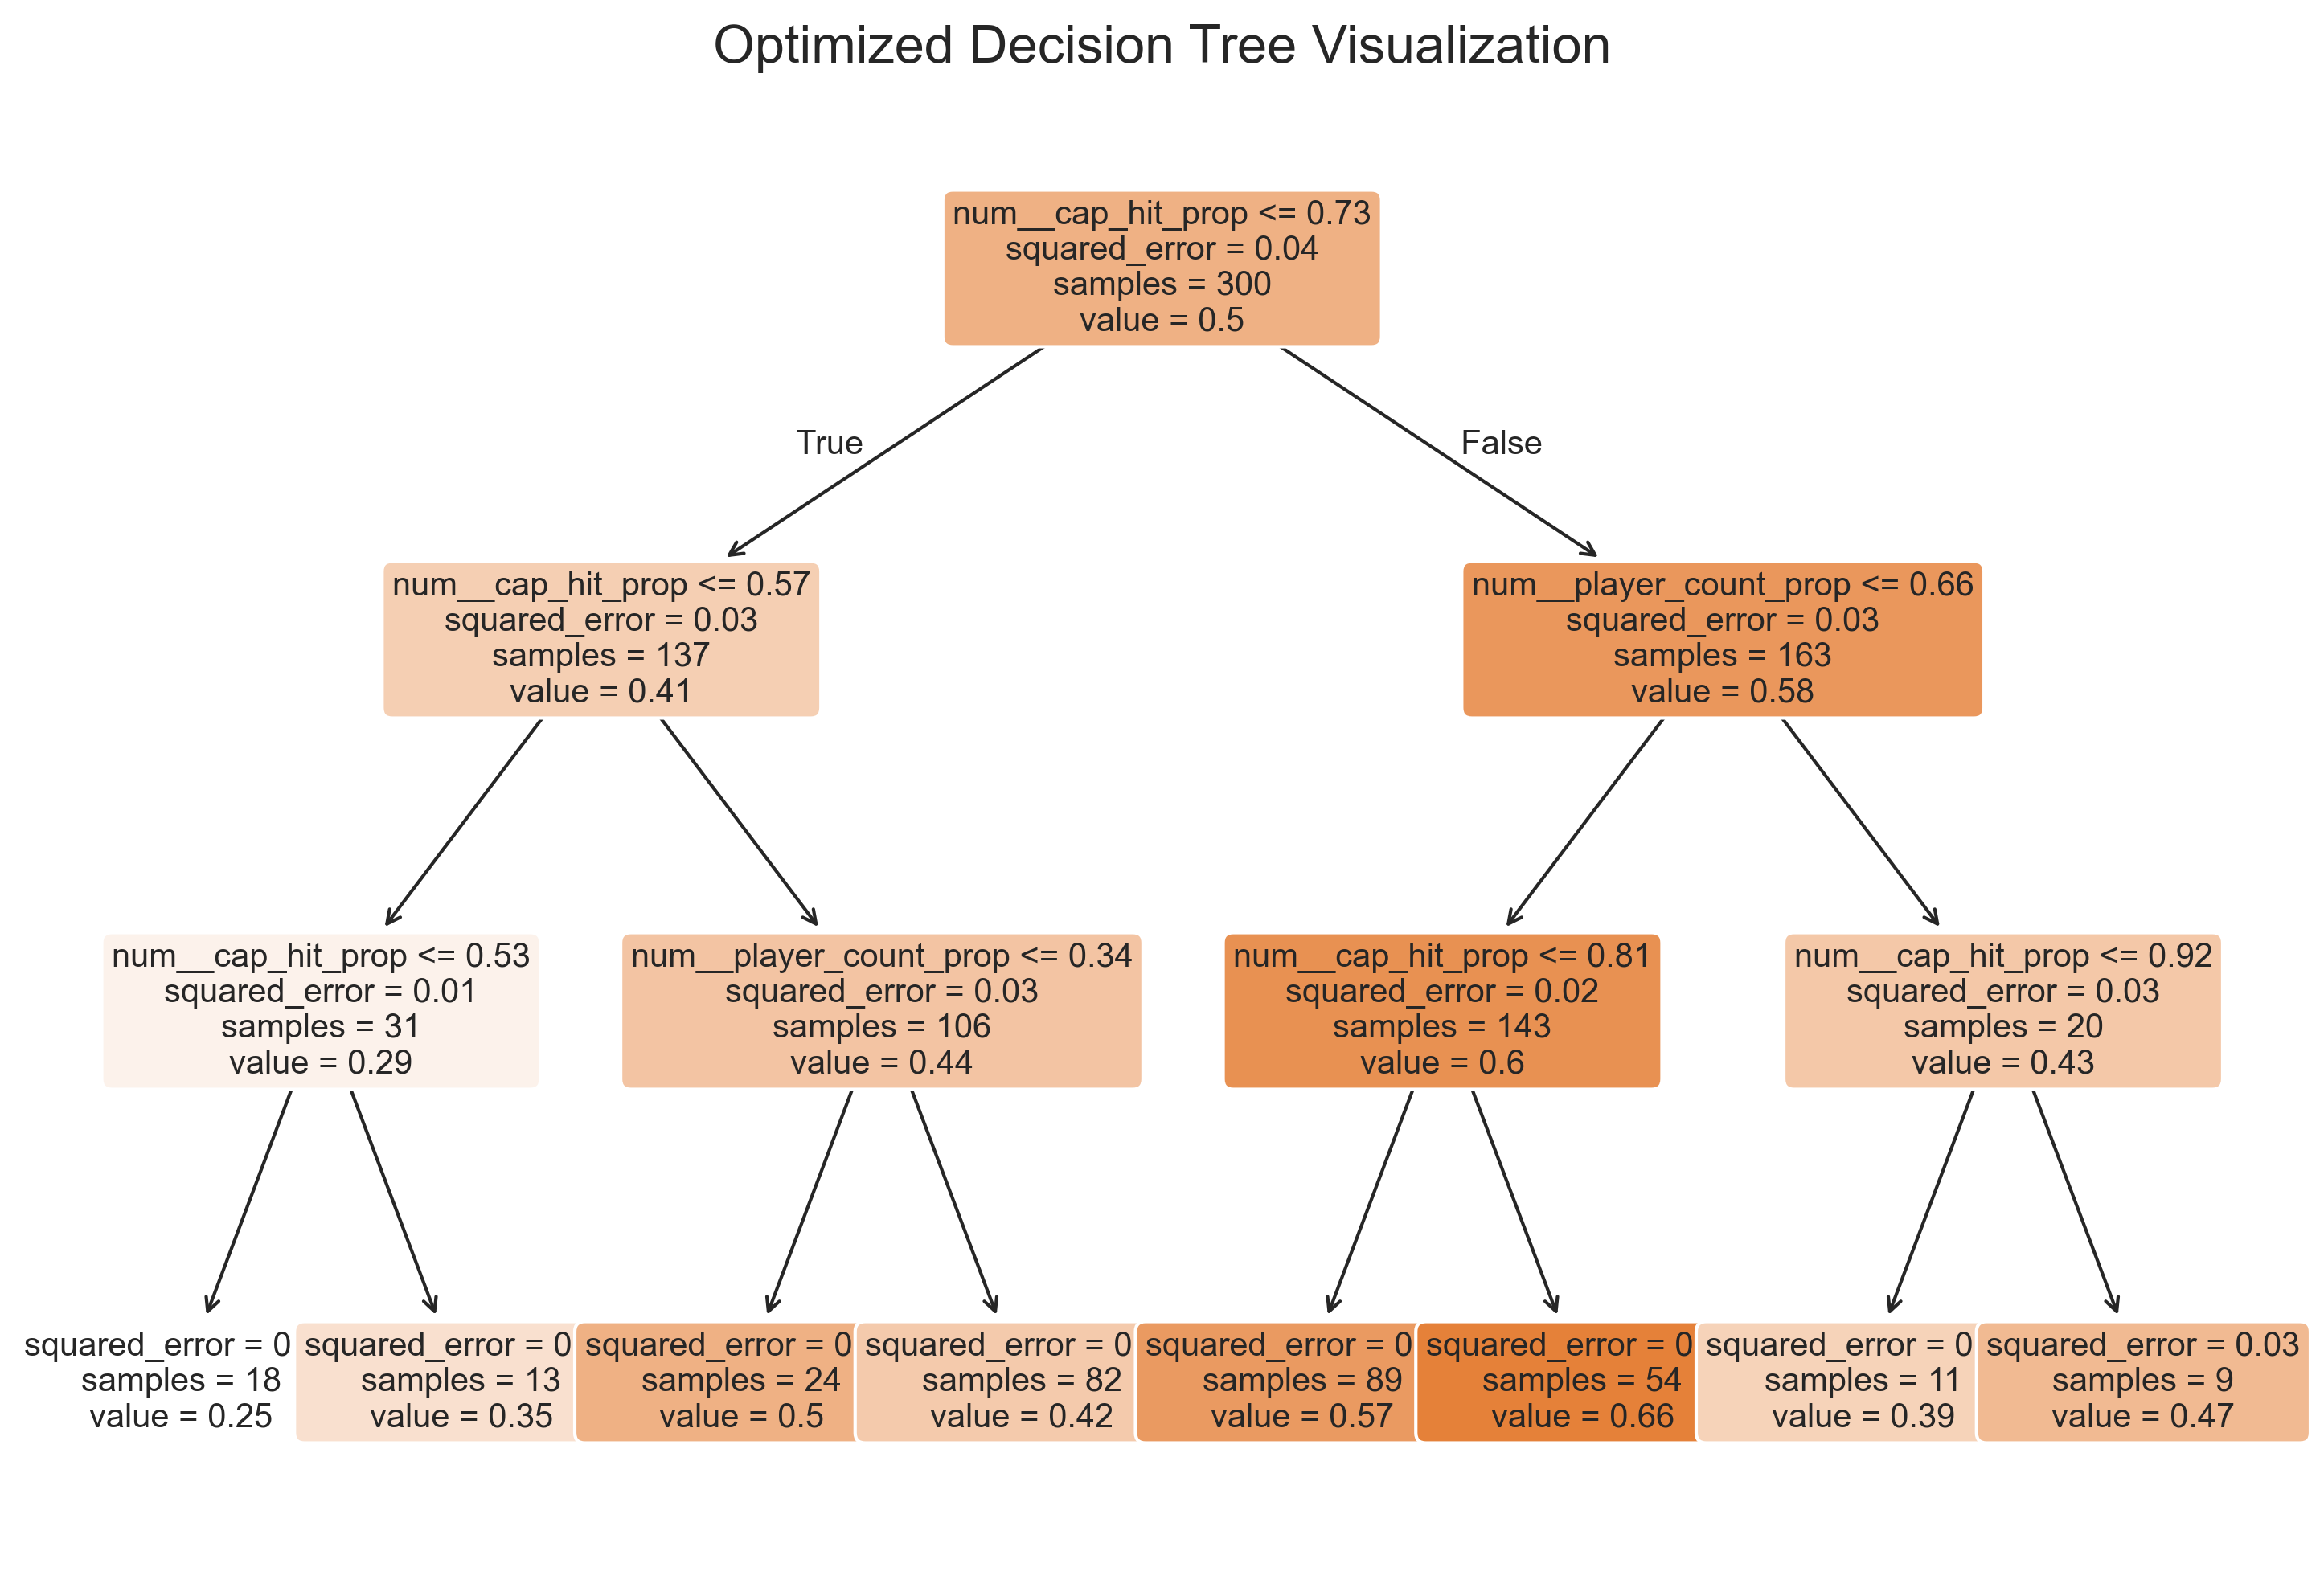 Optimized Decision Tree Visualization
num__cap_hit_prop <= 0.73
squared_error = 0.04
samples = 300
value = 0.5
True
False
num__cap_hit_prop <= 0.57
squared_error = 0.03
samples = 137
value = 0.41
num__player_count_prop <= 0.66
squared_error = 0.03
samples = 163
value = 0.58
num__cap_hit_prop <= 0.53
squared_error = 0.01
samples = 31
value = 0.29
num__player_count_prop <= 0.34
squared_error = 0.03
samples = 106
value = 0.44
num__cap_hit_prop <= 0.81
squared_error = 0.02
samples = 143
value = 0.6
num__cap_hit_prop <= 0.92
squared_error = 0.03
samples = 20
value = 0.43
squared_error = 0
samples = 18
value = 0.25
squared_error = 0
samples = 13
value = 0.35
squared_error = 0
samples = 24
value = 0.5
squared_error = 0
samples = 82
value = 0.42
squared_error = 0
samples = 89
value = 0.57
squared_error = 0
samples = 54
value = 0.66
squared_error = 0
samples = 11
value = 0.39
squared_error = 0.03
samples = 9
value = 0.47